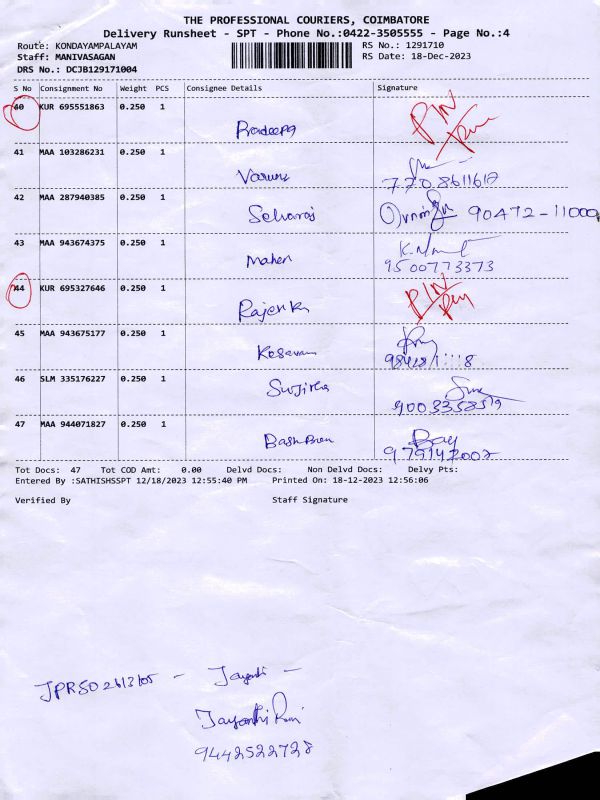 THE PROFESSIONAL COURIERS, COIMBATORE
Delivery Runsheet - SPT - Phone No.:0422-3505555 - Page No.:4
Route: KONDAYAMPALAYAM RS No.: 1291710
Staff: MANIVASAGAN RS Date: 18-Dec-2023
DRS No.: DCJB129171004
S No Consignment No Weight PCS Consignee Details Signature
40 KUR 695551863 0.250 1
Pradeepa PIN
41 MAA 103286231 0.250 1
7708611617
42 MAA 287940385 0.250 1
Selvaraj 90472-11000
43 MAA 943674375 0.250 1
Mahen
9500773373
44 KUR 695327646 0.250 1 PIN
45 MAA 943675177 0.250 1
Kesavan
46 SLM 335176227 0.250 1
Sujitha
9003358519
47 MAA 944071827 0.250 1
Tot Docs: 47 Tot COD Amt: 0.00 Delvd Docs: Non Delvd Docs: Delvy Pts:
Entered By :SATHISHSSPT 12/18/2023 12:55:40 PM Printed On: 18-12-2023 12:56:06
Verified By Staff Signature
- Jayanthi -
Jayanthi
9442522728